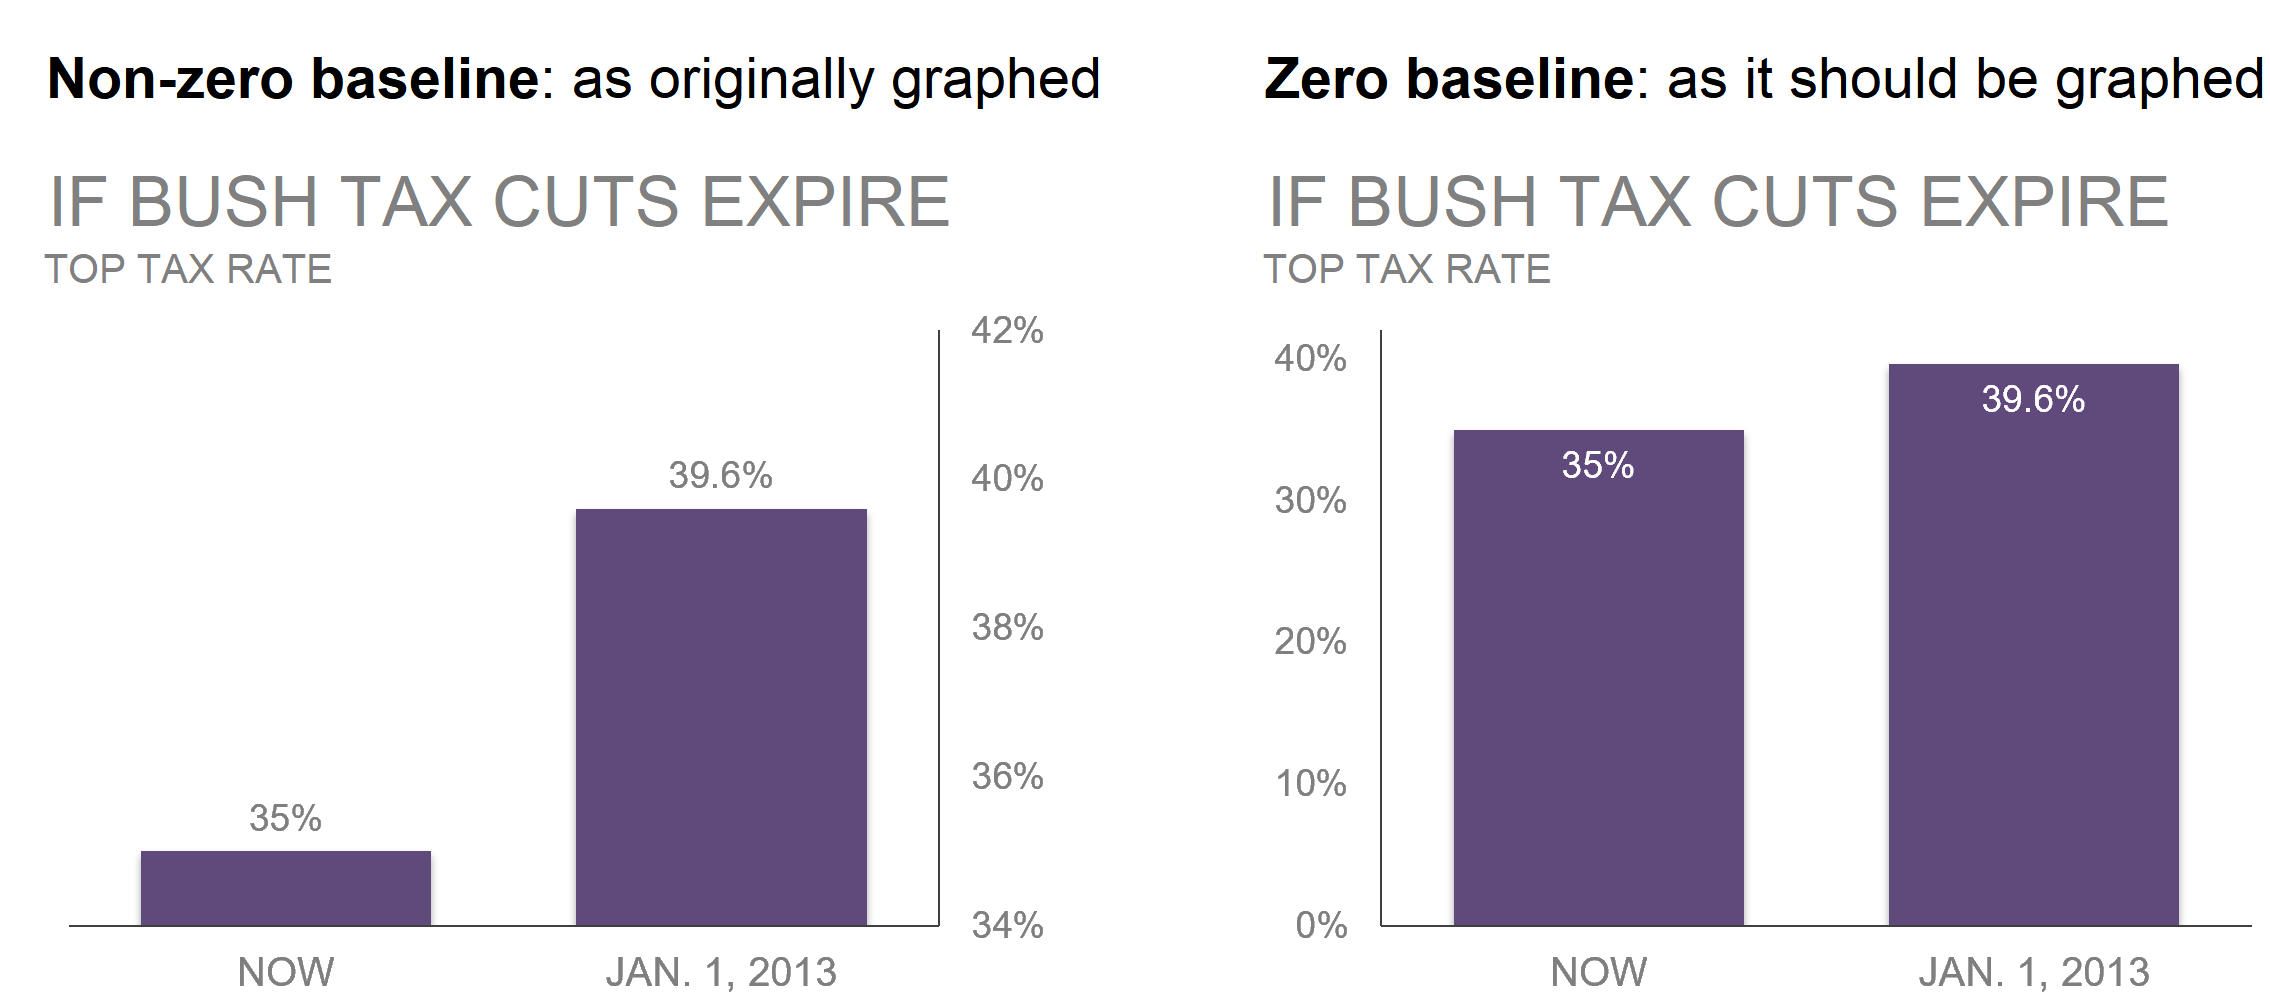 Non-zero baseline: as originally graphed
IF BUSH TAX CUTS EXPIRE
TOP TAX RATE
42%
40%
38%
36%
34%
39.6%
35%
NOW
JAN. 1, 2013
Zero baseline: as it should be graphed
IF BUSH TAX CUTS EXPIRE
TOP TAX RATE
40%
30%
20%
10%
0%
39.6%
35%
NOW
JAN. 1, 2013